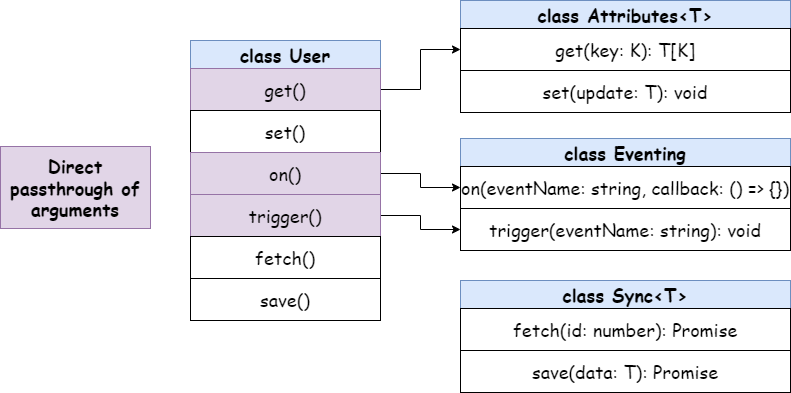 Direct
passthrough of
arguments
class User
get()
set()
on()
trigger()
fetch()
save()
class Attributes<T>
get(key: K): T[K]
set(update: T): void
class Eventing
on(eventName: string, callback: () => {})
trigger(eventName: string): void
class Sync<T>
fetch(id: number): Promise
save(data: T): Promise